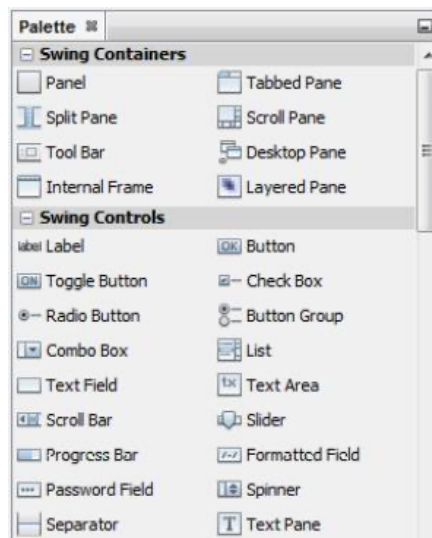 Palette
Swing Containers
Panel Tabbed Pane
Split Pane Scroll Pane
Tool Bar Desktop Pane
Internal Frame Layered Pane
Swing Controls
label Label OK Button
ON Toggle Button Check Box
Radio Button Button Group
Combo Box List
Text Field tx Text Area
Scroll Bar Slider
Progress Bar Formatted Field
Password Field Spinner
Separator T Text Pane